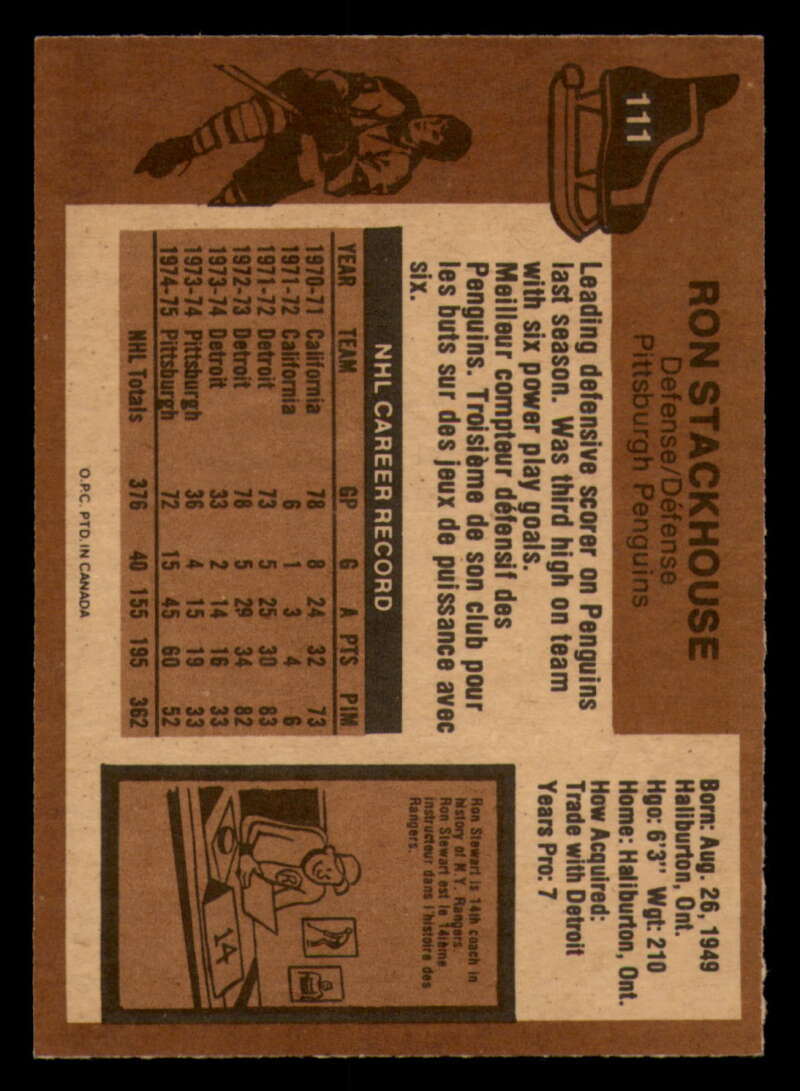 111
RON STACKHOUSE
Defense/Défense
Pittsburgh Penguins
Born: Aug. 26, 1949
Haliburton, Ont.
Hgo: 6'3" Wgt: 210
Home: Haliburton, Ont.
How Acquired:
Trade with Detroit
Years Pro: 7
Leading defensive scorer on Penguins
last season. Was third high on team
with six power play goals.
Meilleur compteur défensif des
Penguins. Troisième de son club pour
les buts sur des jeux de puissance avec
six.
NHL CAREER RECORD
YEAR TEAM GP G A PTS PIM
1970-71 California 78 8 24 32 73
1971-72 California 6 1 3 4 6
1971-72 Detroit 73 5 25 30 83
1972-73 Detroit 78 5 29 34 82
1973-74 Detroit 33 2 14 16 33
1973-74 Pittsburgh 36 4 15 19 33
1974-75 Pittsburgh 72 15 45 60 52
NHL Totals 376 40 155 195 362
Ron Stewart is 14th coach in
history of N.Y. Rangers.
Ron Stewart est le 14ième
instructeur dans l'histoire des
Rangers.
R
14
O.P.C. PTD. IN CANADA